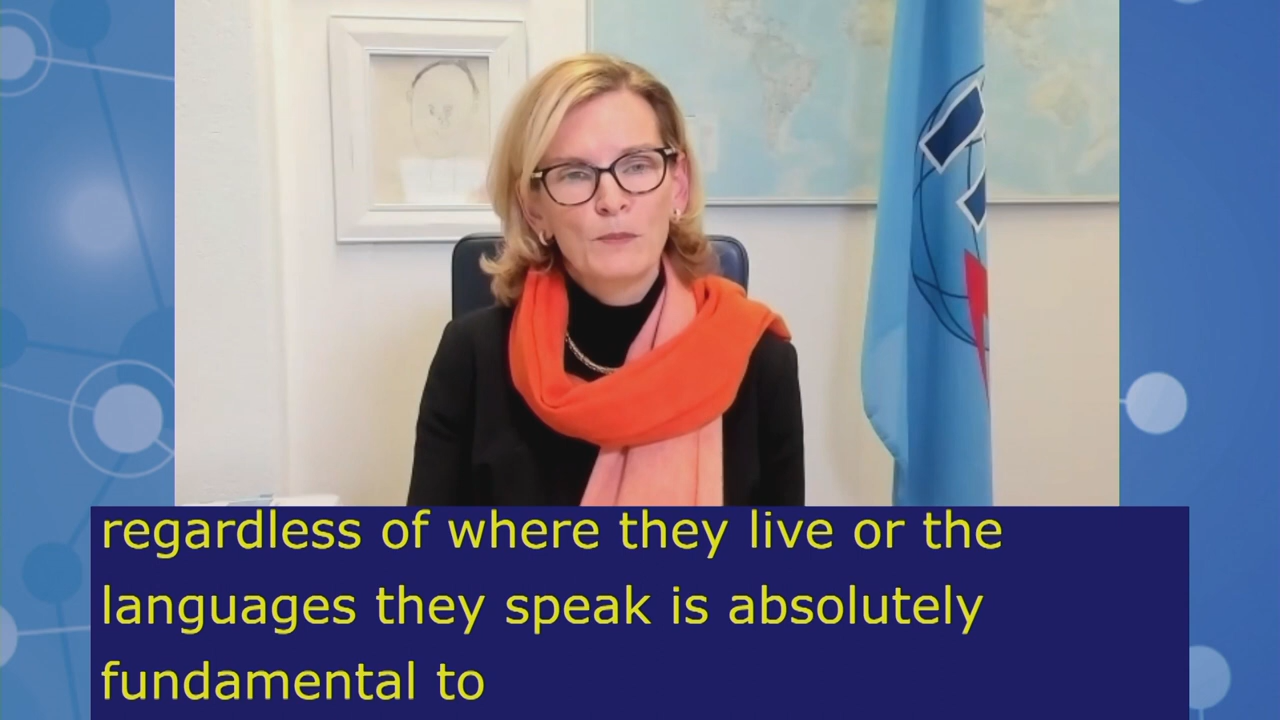 regardless of where they live or the
languages they speak is absolutely
fundamental to